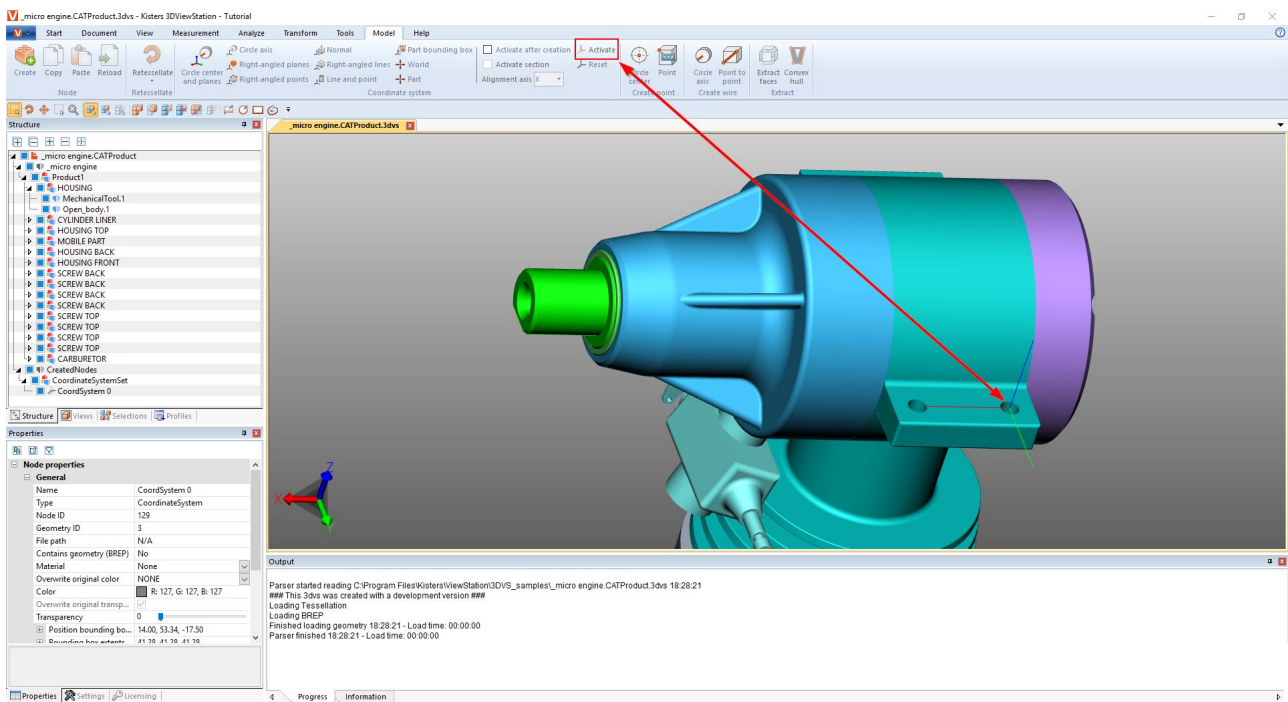 _micro engine.CATProduct.3dvs - Kisters 3DViewStation - Tutorial
Start Document View Measurement Analyze Transform Tools Model Help
Create Copy Paste Reload
Node
Retessellate
Retessellate
Circle center and planes
Circle axis Normal Part bounding box
Right-angled planes Right-angled lines World
Right-angled points Line and point Part
Activate after creation Activate
Activate section Reset
Alignment axis X
Coordinate system
Circle center Point
Create point
Circle axis Point to point
Create wire
Extract faces Convex hull
Extract
Structure
_micro engine.CATProduct.3dvs
_micro engine.CATProduct
_micro engine
Product1
HOUSING
MechanicalTool.1
Open_body.1
CYLINDER LINER
HOUSING TOP
MOBILE PART
HOUSING BACK
HOUSING FRONT
SCREW BACK
SCREW BACK
SCREW BACK
SCREW BACK
SCREW TOP
SCREW TOP
SCREW TOP
SCREW TOP
CARBURETOR
CreatedNodes
CoordinateSystemSet
CoordSystem 0
Structure Views Selections Profiles
Properties
Node properties
General
Name CoordSystem 0
Type CoordinateSystem
Node ID 129
Geometry ID 3
File path N/A
Contains geometry (BREP) No
Material None
Overwrite original color NONE
Color R: 127, G: 127, B: 127
Overwrite original transp...
Transparency 0
Position bounding bo... 14.00, 53.34, -17.50
Bounding box extents 41.28, 41.28, 41.28
Properties Settings Licensing
Z
X
Output
Parser started reading C:\Program Files\Kisters\ViewStation\3DVS_samples\_micro engine.CATProduct.3dvs 18:28:21
### This 3dvs was created with a development version ###
Loading Tessellation
Loading BREP
Finished loading geometry 18:28:21 - Load time: 00:00:00
Parser finished 18:28:21 - Load time: 00:00:00
Progress Information